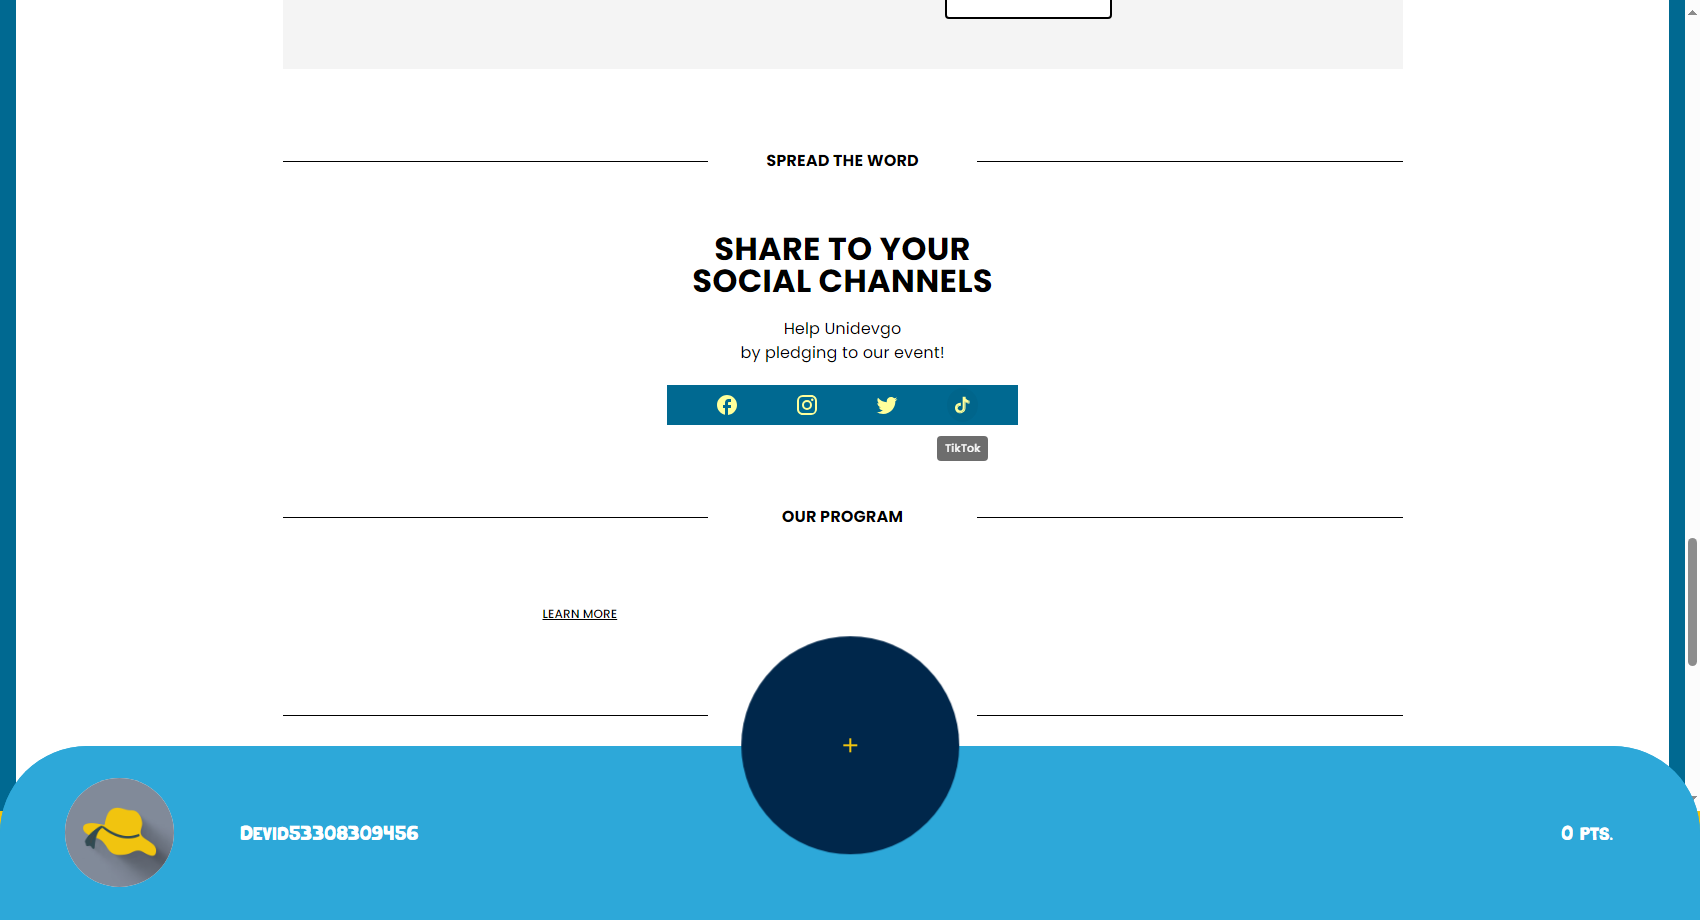 SPREAD THE WORD
SHARE TO YOUR
SOCIAL CHANNELS
Help Unidevgo
by pledging to our event!
TikTok
OUR PROGRAM
LEARN MORE
+
DEVID53308309456
0 PTS.